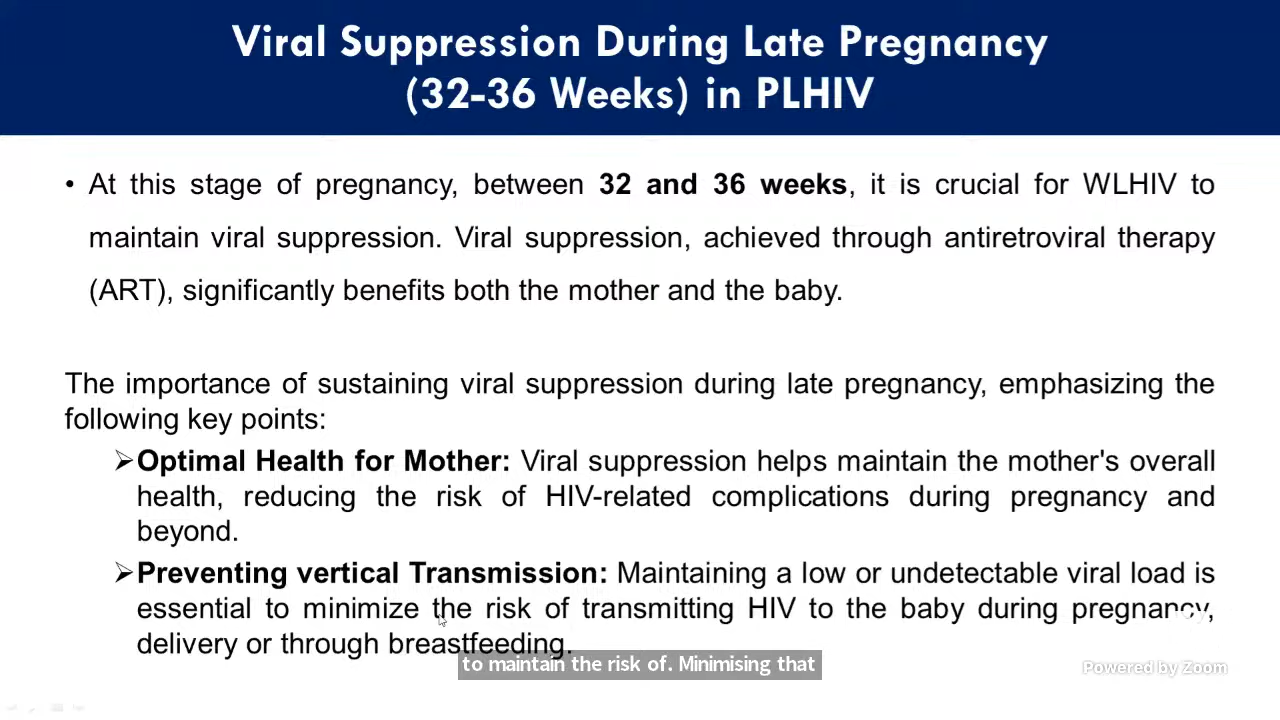 Viral Suppression During Late Pregnancy
(32-36 Weeks) in PLHIV
• At this stage of pregnancy, between 32 and 36 weeks, it is crucial for WLHIV to
maintain viral suppression. Viral suppression, achieved through antiretroviral therapy
(ART), significantly benefits both the mother and the baby.
The importance of sustaining viral suppression during late pregnancy, emphasizing the
following key points:
➢Optimal Health for Mother: Viral suppression helps maintain the mother's overall
health, reducing the risk of HIV-related complications during pregnancy and
beyond.
➢Preventing vertical Transmission: Maintaining a low or undetectable viral load is
essential to minimize the risk of transmitting HIV to the baby during pregnancy,
delivery or through breastfeeding.
to maintain the risk of. Minimising that
Powered by Zoom